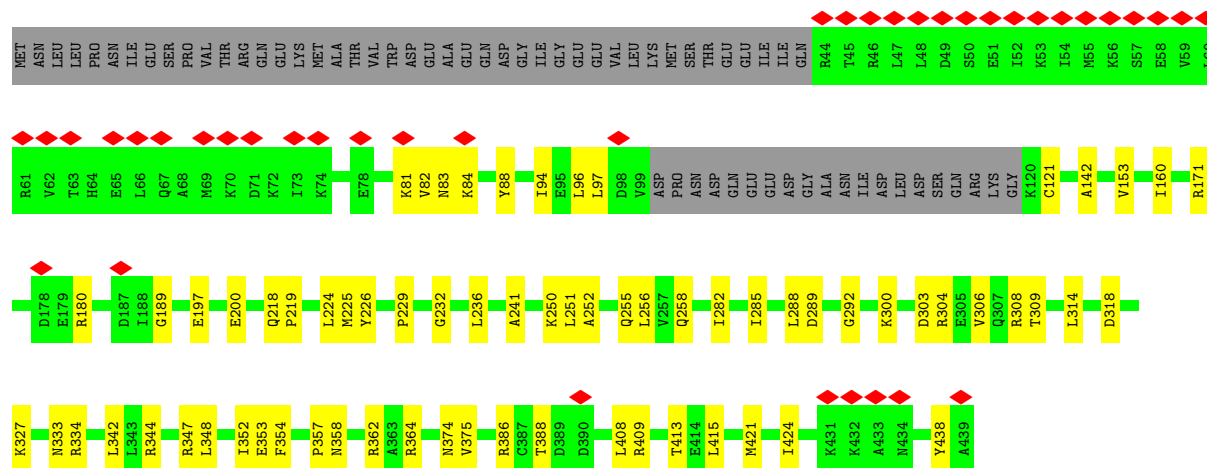 MET ASN LEU LEU PRO ASN ILE GLU SER PRO VAL THR ARG GLN GLU LYS MET ALA THR VAL TRP ASP GLU ALA GLU GLN ASP GLY ILE GLY GLU GLU VAL LEU LYS MET SER THR GLU GLU ILE ILE GLN R44 T45 R46 L47 L48 D49 S50 E51 I52 K53 I54 M55 K56 S57 E58 V59
R61 V62 T63 H64 E65 L66 Q67 A68 M69 K70 D71 K72 I73 K74 E78 K81 V82 N83 K84 Y88 I94 E95 L96 L97 D98 V99 ASP PRO ASN ASP GLN GLU GLU ASP GLY ALA ASN ILE ASP LEU ASP SER GLN ARG LYS GLY K120 C121 A142 V153 I160 R171
D178 E179 R180 D187 I188 G189 E197 E200 Q218 P219 L224 M225 Y226 P229 G232 L236 A241 K250 L251 A252 Q255 L256 V257 Q258 I282 I285 L288 D289 G292 K300 D303 R304 E305 V306 Q307 R308 T309 L314 D318
K327 N333 R334 L342 L343 R344 R347 L348 I352 E353 F354 P357 N358 R362 A363 R364 N374 V375 R386 C387 T388 D389 D390 L408 R409 T413 E414 L415 M421 I424 K431 K432 A433 N434 Y438 A439